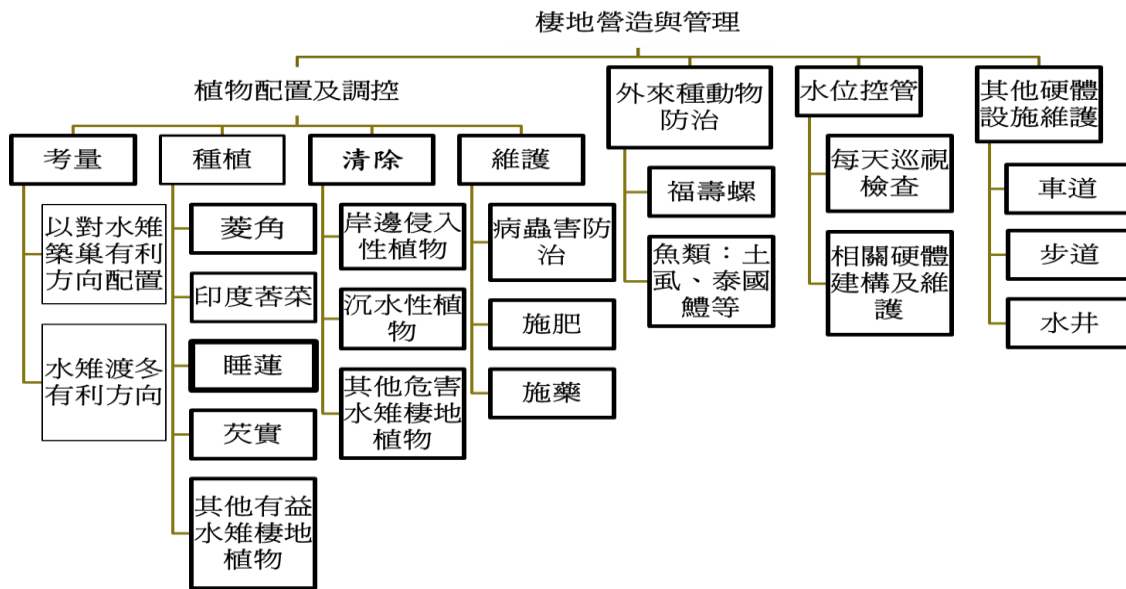 棲地營造與管理
植物配置及調控
外來種動物
防治
水位控管
其他硬體
設施維護
考量
種植
清除
維護
以對水雉
築巢有利
方向配置
水雉渡冬
有利方向
菱角
印度莕菜
睡蓮
芡實
其他有益
水雉棲地
植物
岸邊侵入
性植物
沉水性植
物
其他危害
水雉棲地
植物
病蟲害防
治
施肥
施藥
福壽螺
魚類：土
虱、泰國
鱧等
每天巡視
檢查
相關硬體
建構及維
護
車道
步道
水井